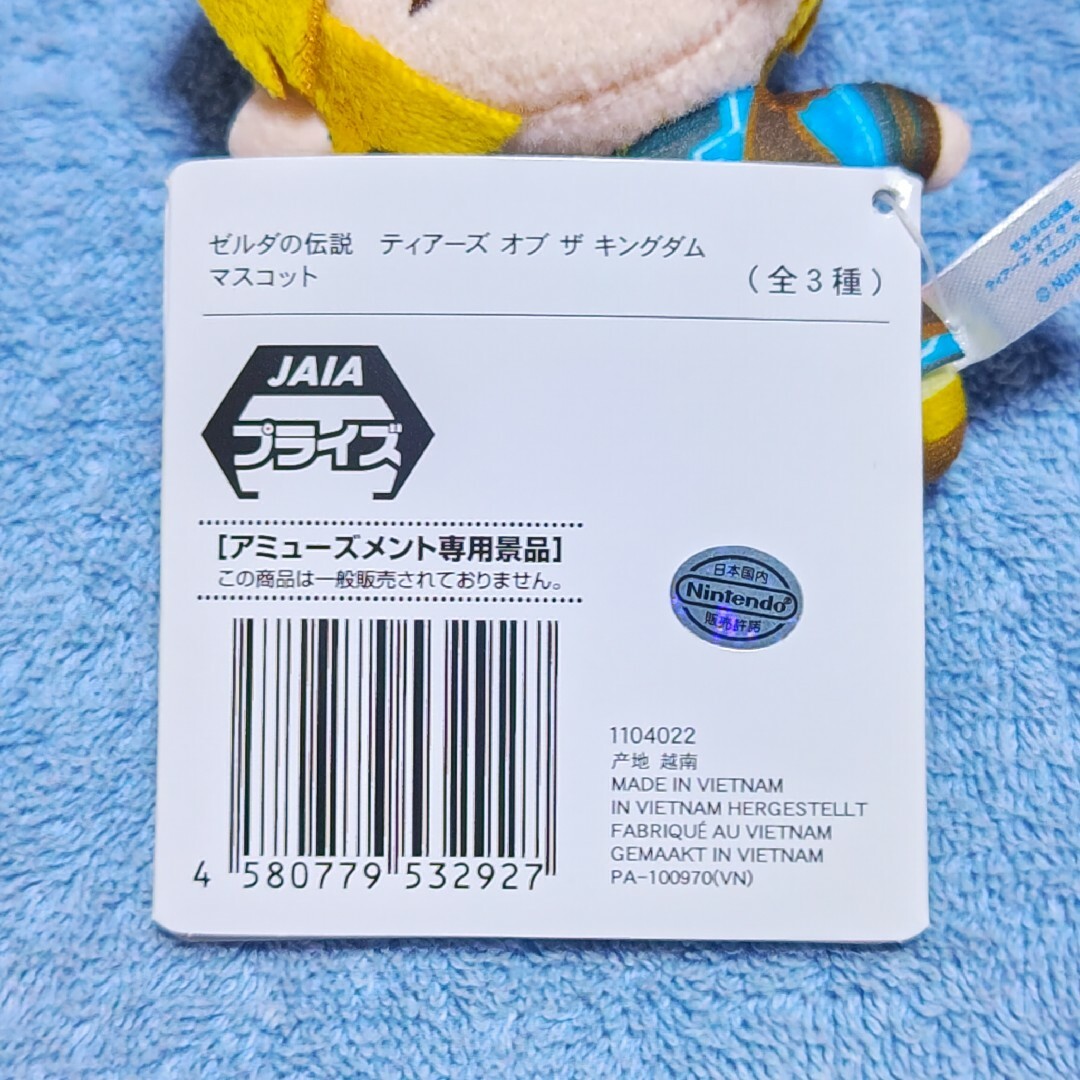 ゼルダの伝説 ティアーズ オブ ザ キングダム
マスコット
（全3種）
JAIA
プライズ
[アミューズメント専用景品]
この商品は一般販売されておりません。
4 580779 532927
日本国内
Nintendo®
販売許諾
1104022
产地 越南
MADE IN VIETNAM
IN VIETNAM HERGESTELLT
FABRIQUÉ AU VIETNAM
GEMAAKT IN VIETNAM
PA-100970(VN)